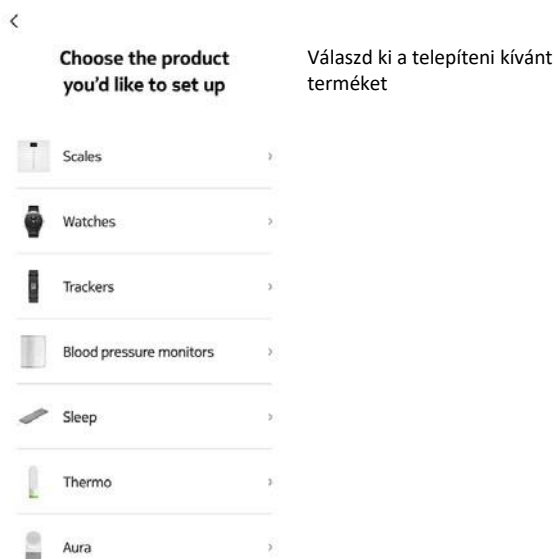 Choose the product
you'd like to set up
Válaszd ki a telepíteni kívánt
terméket
Scales
Watches
Trackers
Blood pressure monitors
Sleep
Thermo
Aura